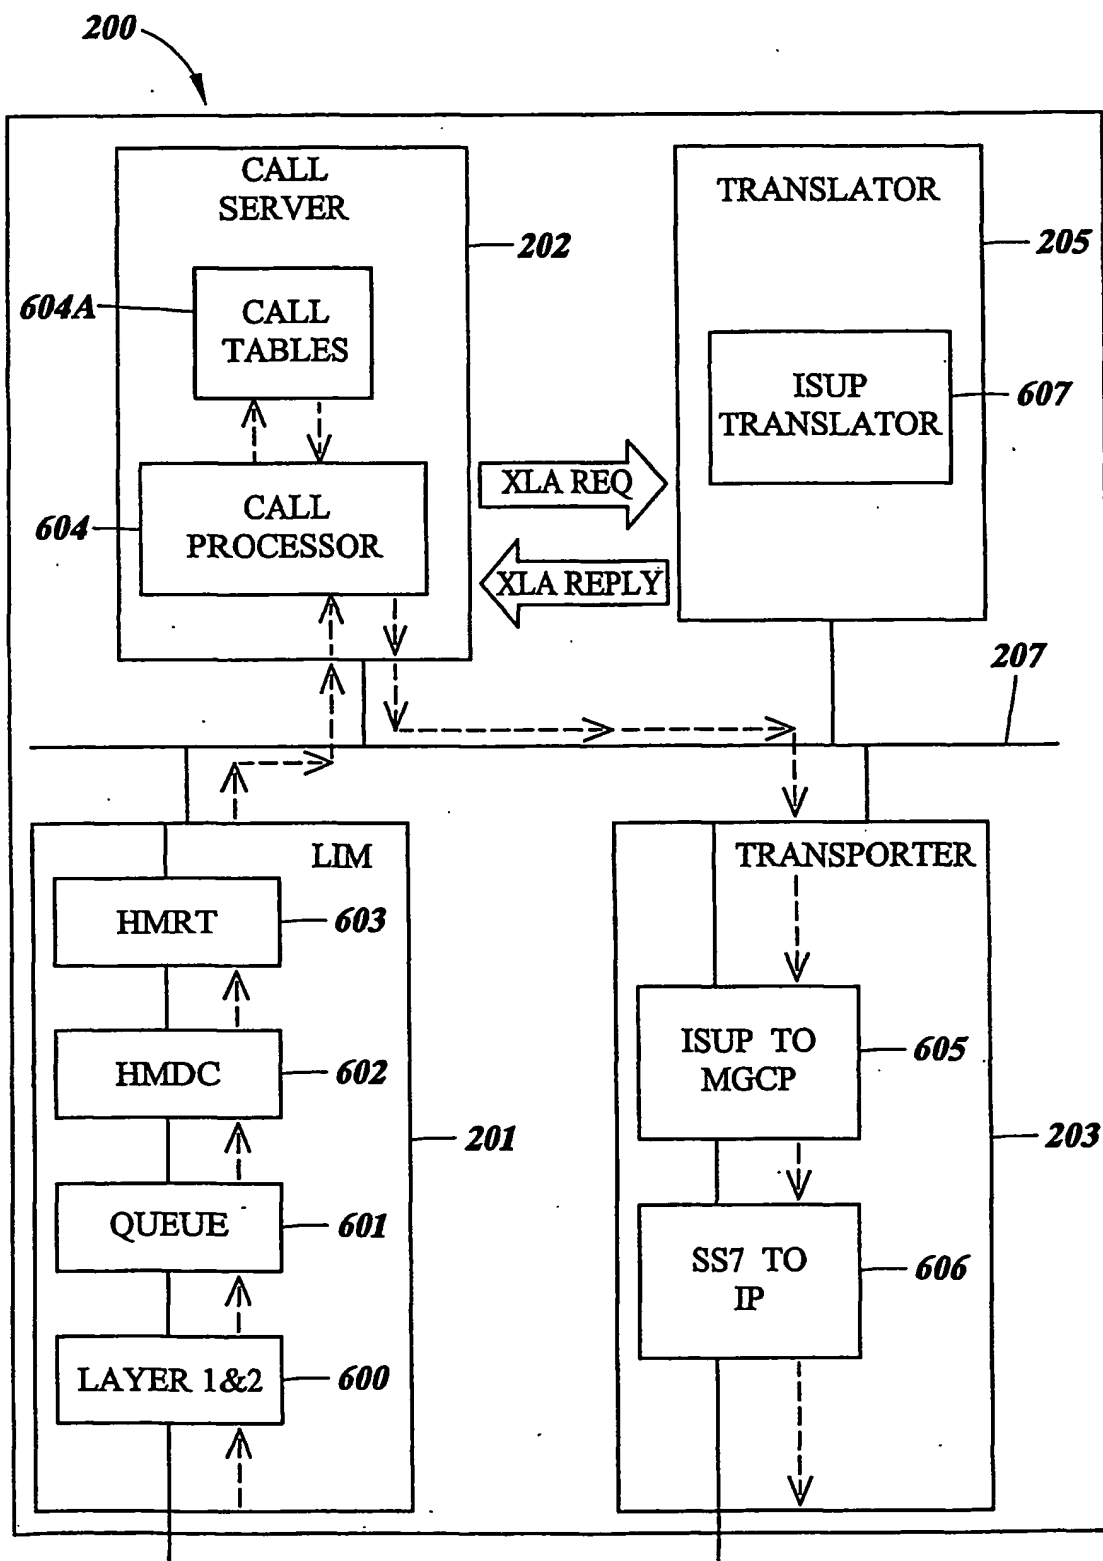 200
CALL
SERVER
202
604A
CALL
TABLES
604
CALL
PROCESSOR
TRANSLATOR
205
ISUP
TRANSLATOR
607
XLA REQ
XLA REPLY
207
LIM
HMRT
603
HMDC
602
201
QUEUE
601
LAYER 1&2
600
TRANSPORTER
ISUP TO
MGCP
605
203
SS7 TO
IP
606